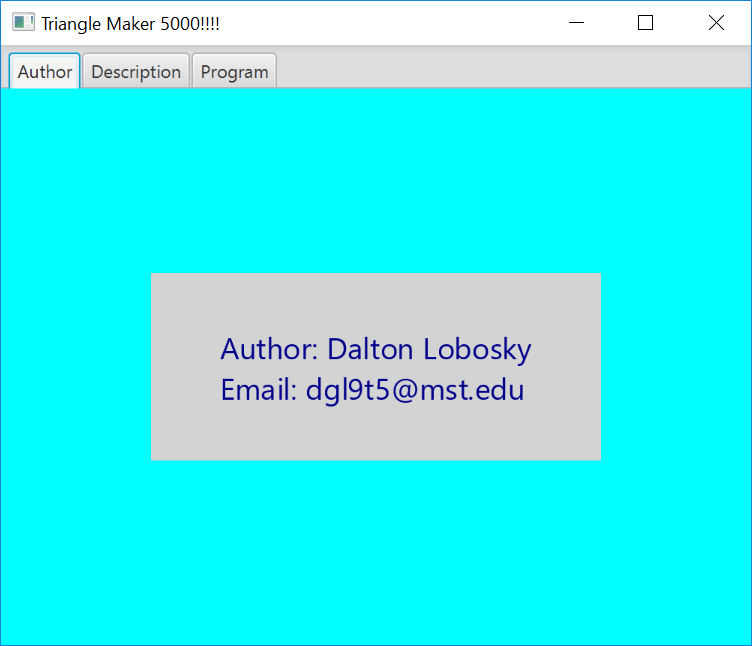 Triangle Maker 5000!!!!
Author Description Program
Author: Dalton Lobosky
Email: dgl9t5@mst.edu